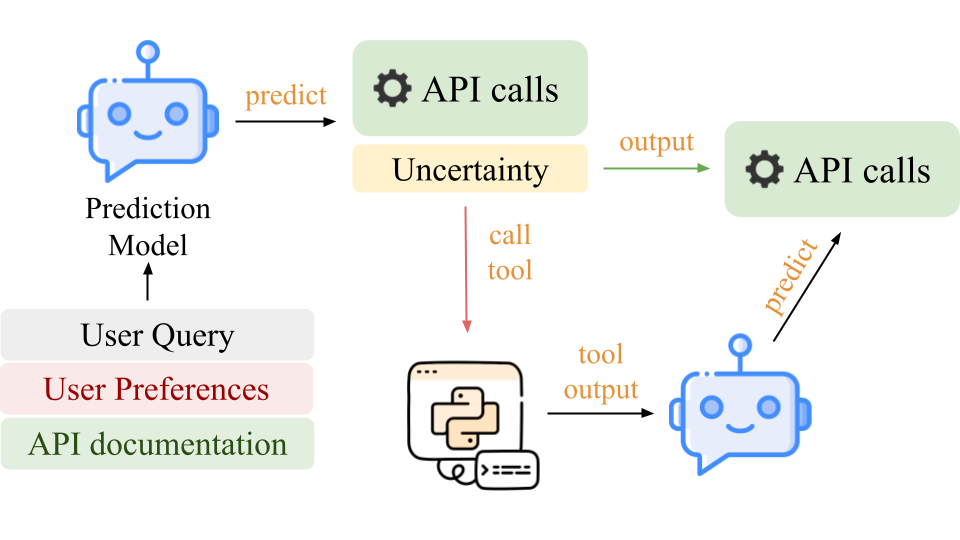 predict
API calls
Uncertainty
output
API calls
Prediction
Model
call
tool
predict
User Query
User Preferences
API documentation
tool
output